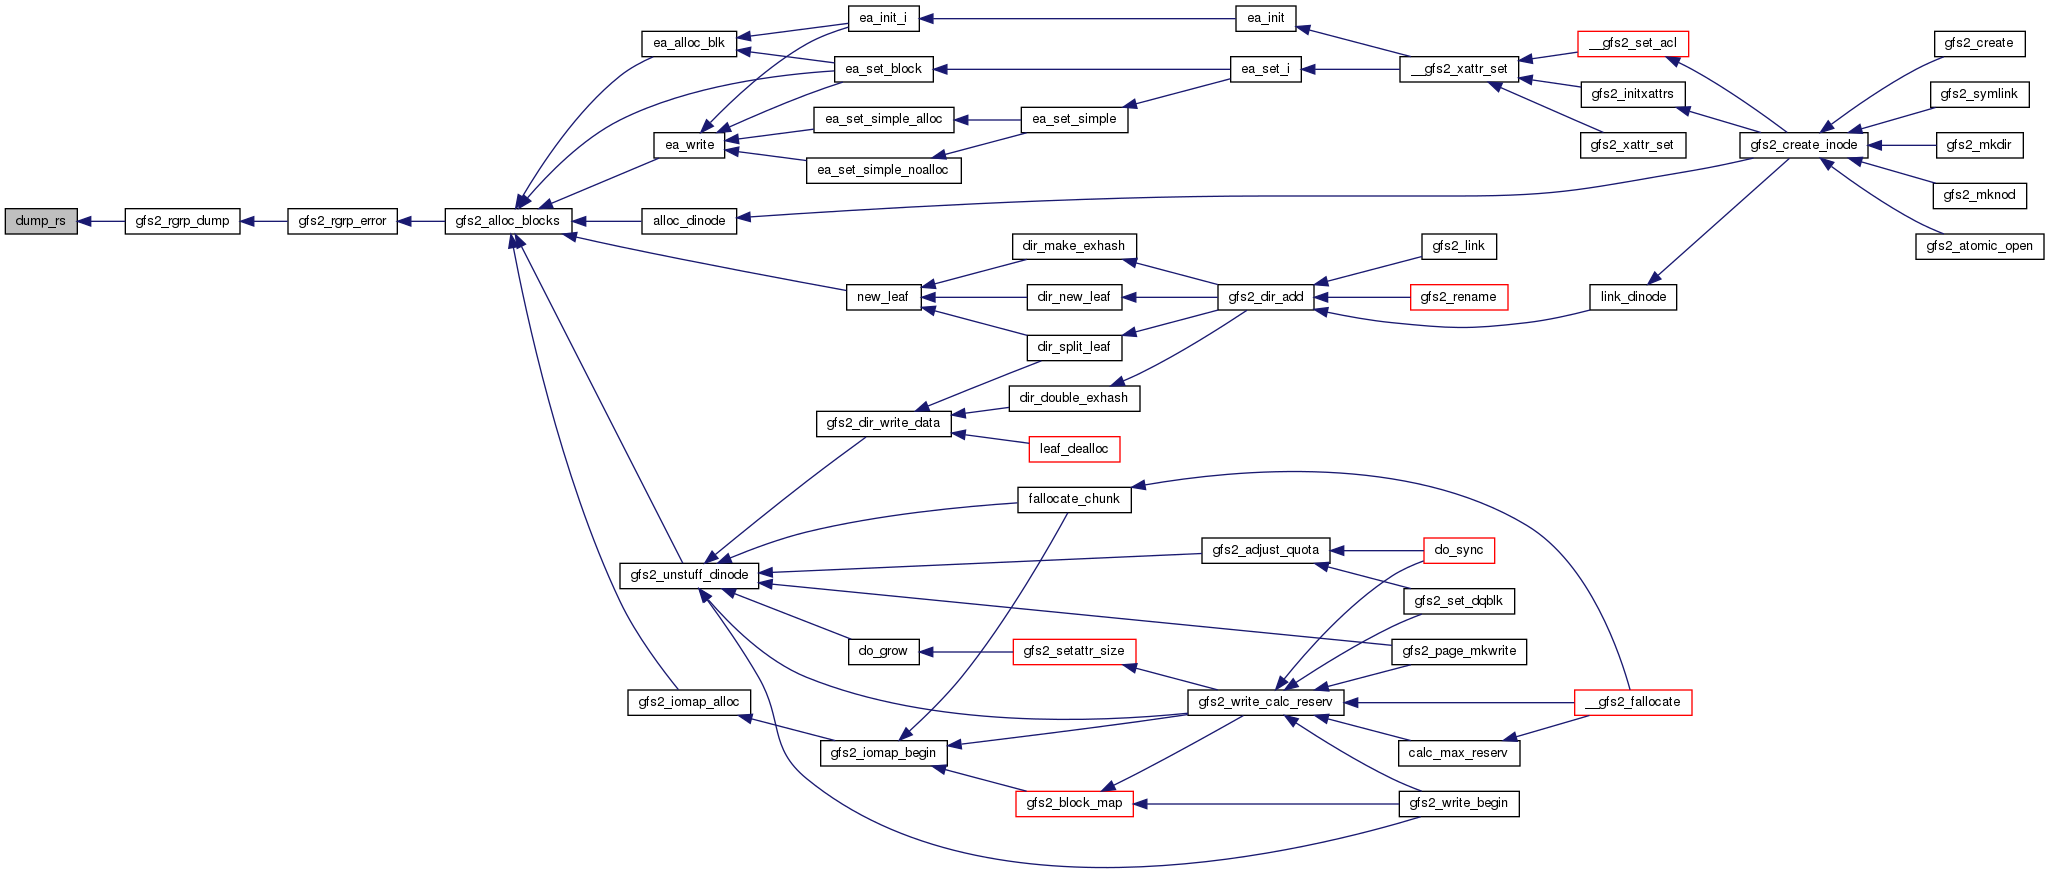 ea_init_i
ea_init
ea_alloc_blk
__gfs2_set_acl
gfs2_create
ea_set_block
ea_set_i
__gfs2_xattr_set
gfs2_initxattrs
gfs2_symlink
ea_set_simple_alloc
ea_set_simple
ea_write
gfs2_xattr_set
gfs2_create_inode
gfs2_mkdir
ea_set_simple_noalloc
gfs2_mknod
dump_rs
gfs2_rgrp_dump
gfs2_rgrp_error
gfs2_alloc_blocks
alloc_dinode
dir_make_exhash
gfs2_link
gfs2_atomic_open
new_leaf
dir_new_leaf
gfs2_dir_add
gfs2_rename
link_dinode
dir_split_leaf
dir_double_exhash
gfs2_dir_write_data
leaf_dealloc
fallocate_chunk
gfs2_adjust_quota
do_sync
gfs2_unstuff_dinode
gfs2_set_dqblk
do_grow
gfs2_setattr_size
gfs2_page_mkwrite
gfs2_iomap_alloc
gfs2_write_calc_reserv
__gfs2_fallocate
gfs2_iomap_begin
calc_max_reserv
gfs2_block_map
gfs2_write_begin